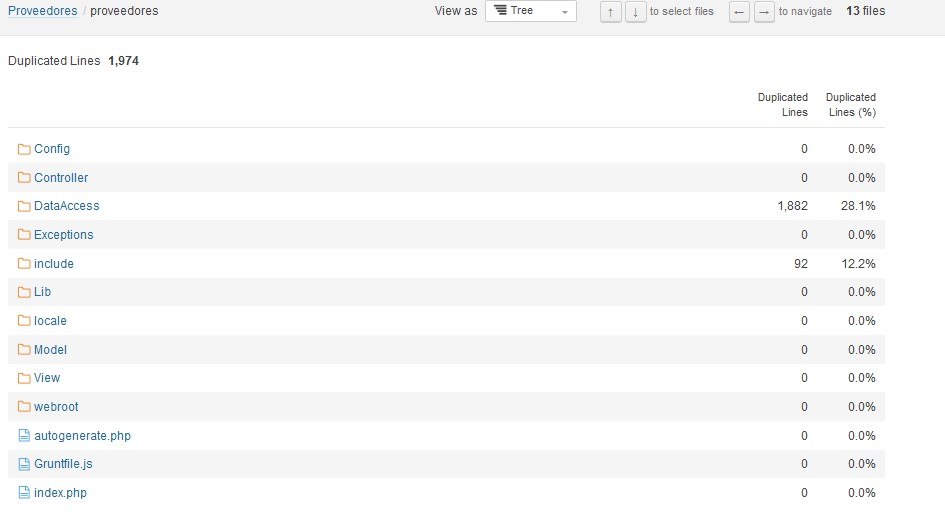 Proveedores / proveedores View as Tree ↑ ↓ to select files ← → to navigate 13 files
Duplicated Lines 1,974
Duplicated Lines Duplicated Lines (%)
Config 0 0.0%
Controller 0 0.0%
DataAccess 1,882 28.1%
Exceptions 0 0.0%
include 92 12.2%
Lib 0 0.0%
locale 0 0.0%
Model 0 0.0%
View 0 0.0%
webroot 0 0.0%
autogenerate.php 0 0.0%
Gruntfile.js 0 0.0%
index.php 0 0.0%